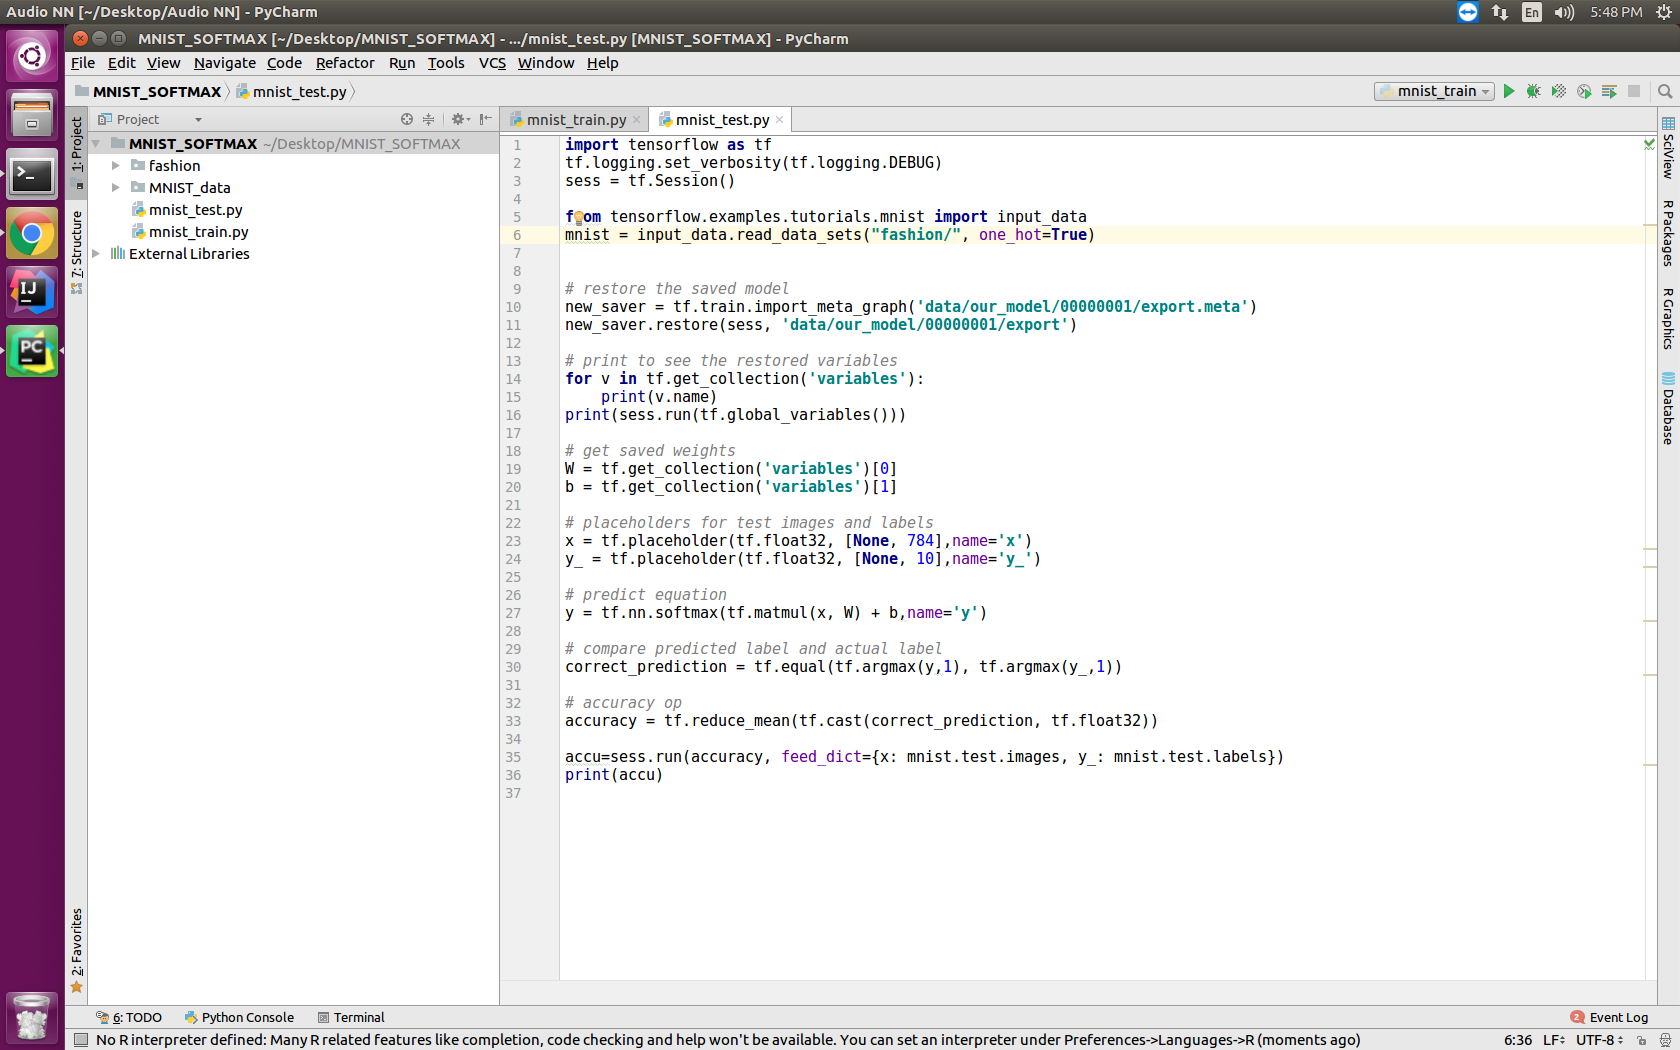 Audio NN [~/Desktop/Audio NN] - PyCharm
En
5:48 PM
MNIST_SOFTMAX [~/Desktop/MNIST_SOFTMAX] - .../mnist_test.py [MNIST_SOFTMAX] - PyCharm
File Edit View Navigate Code Refactor Run Tools VCS Window Help
MNIST_SOFTMAX mnist_test.py
mnist_train
1: Project
7: Structure
2: Favorites
Project
MNIST_SOFTMAX ~/Desktop/MNIST_SOFTMAX
fashion
MNIST_data
mnist_test.py
mnist_train.py
External Libraries
mnist_train.py mnist_test.py
1 import tensorflow as tf
2 tf.logging.set_verbosity(tf.logging.DEBUG)
3 sess = tf.Session()
4
5 from tensorflow.examples.tutorials.mnist import input_data
6 mnist = input_data.read_data_sets("fashion/", one_hot=True)
7
8
9 # restore the saved model
10 new_saver = tf.train.import_meta_graph('data/our_model/00000001/export.meta')
11 new_saver.restore(sess, 'data/our_model/00000001/export')
12
13 # print to see the restored variables
14 for v in tf.get_collection('variables'):
15     print(v.name)
16 print(sess.run(tf.global_variables()))
17
18 # get saved weights
19 W = tf.get_collection('variables')[0]
20 b = tf.get_collection('variables')[1]
21
22 # placeholders for test images and labels
23 x = tf.placeholder(tf.float32, [None, 784],name='x')
24 y_ = tf.placeholder(tf.float32, [None, 10],name='y_')
25
26 # predict equation
27 y = tf.nn.softmax(tf.matmul(x, W) + b,name='y')
28
29 # compare predicted label and actual label
30 correct_prediction = tf.equal(tf.argmax(y,1), tf.argmax(y_,1))
31
32 # accuracy op
33 accuracy = tf.reduce_mean(tf.cast(correct_prediction, tf.float32))
34
35 accu=sess.run(accuracy, feed_dict={x: mnist.test.images, y_: mnist.test.labels})
36 print(accu)
37
SciView
R Packages
R Graphics
Database
IJ
PC
6: TODO Python Console Terminal
2 Event Log
No R interpreter defined: Many R related features like completion, code checking and help won't be available. You can set an interpreter under Preferences->Languages->R (moments ago)
6:36 LF UTF-8